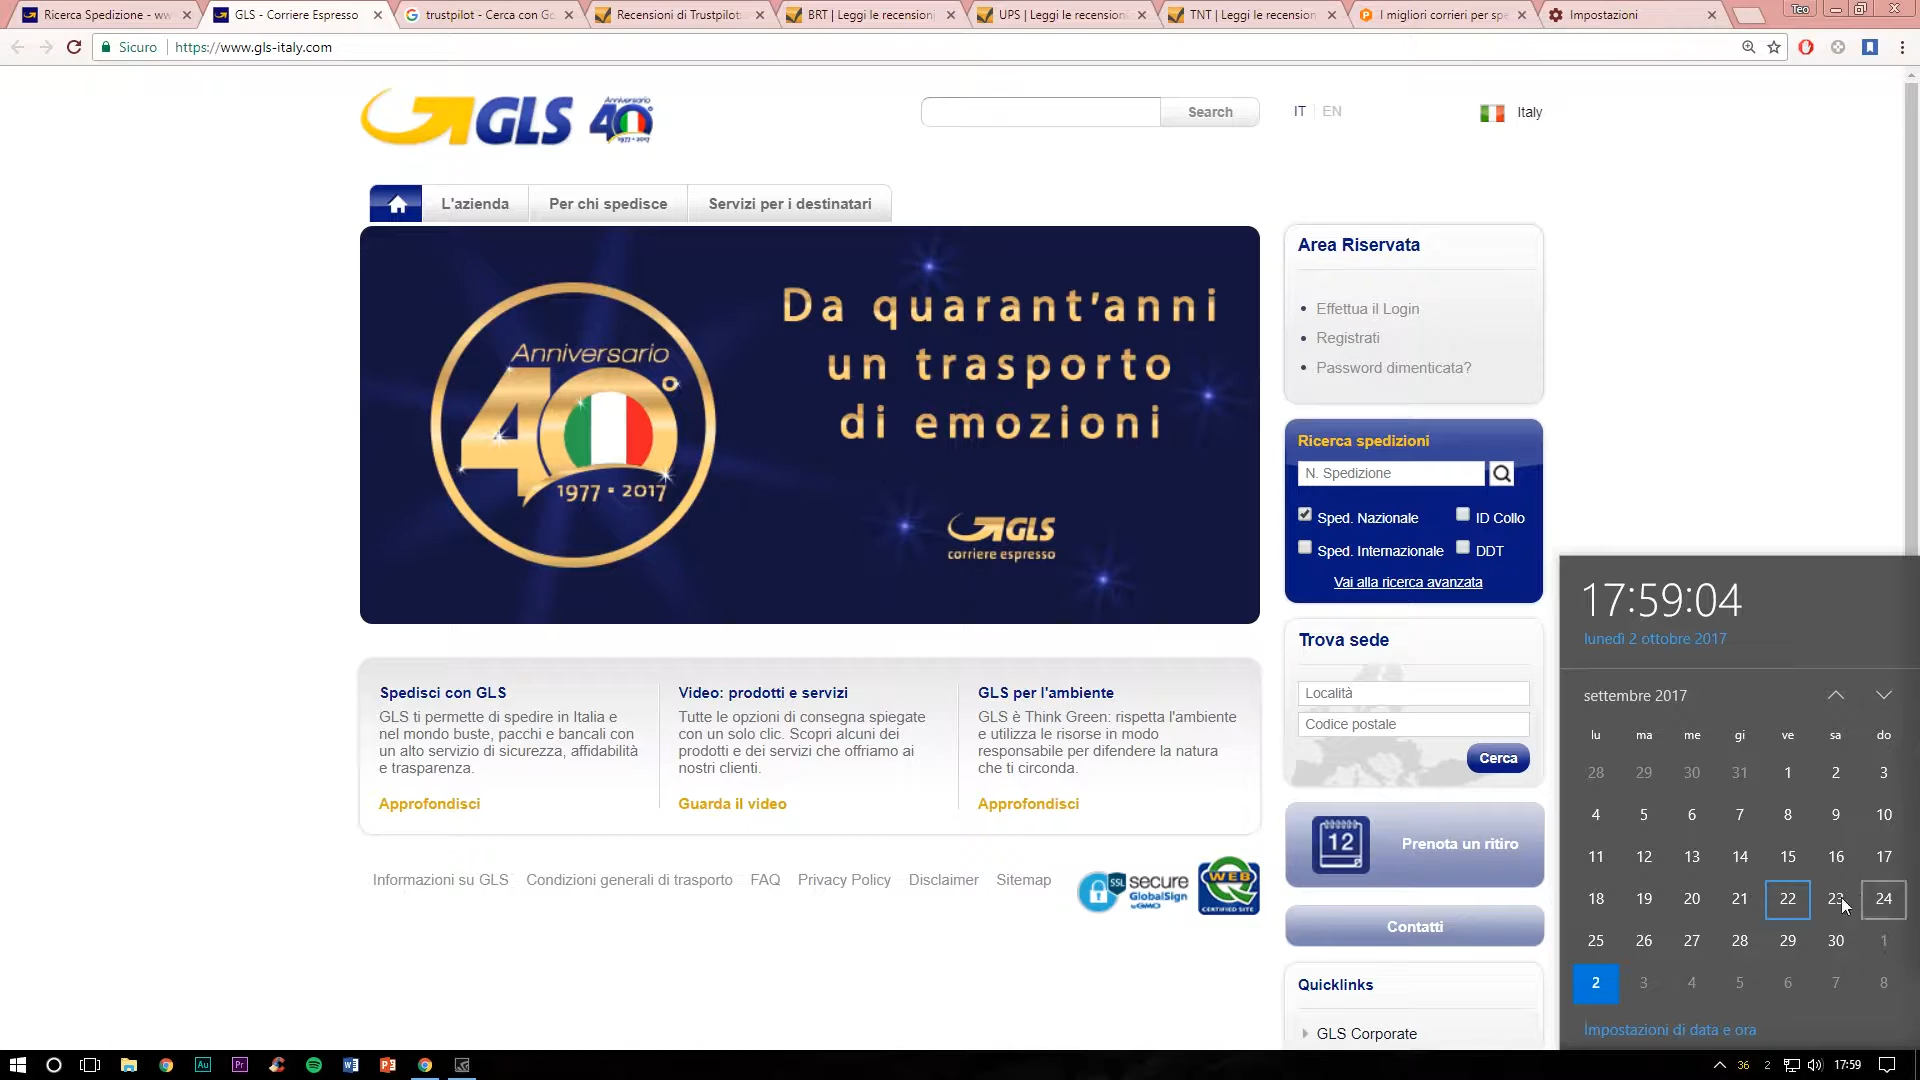 Ricerca Spedizione - ww
GLS - Corriere Espresso
trustpilot - Cerca con Go
Recensioni di Trustpilot
BRT | Leggi le recension
UPS | Leggi le recension
TNT | Leggi le recension
I migliori corrieri per spe
Impostazioni
Teo
Sicuro
https://www.gls-italy.com
GLS
Anniversario
40°
1977 • 2017
Search
IT
EN
Italy
L'azienda
Per chi spedisce
Servizi per i destinatari
Da quarant'anni
un trasporto
di emozioni
Anniversario
40°
1977 • 2017
GLS
corriere espresso
Area Riservata
Effettua il Login
Registrati
Password dimenticata?
Ricerca spedizioni
N. Spedizione
Sped. Nazionale
ID Collo
Sped. Internazionale
DDT
Vai alla ricerca avanzata
Trova sede
Località
Codice postale
Cerca
Spedisci con GLS
GLS ti permette di spedire in Italia e
nel mondo buste, pacchi e bancali con
un alto servizio di sicurezza, affidabilità
e trasparenza.
Approfondisci
Video: prodotti e servizi
Tutte le opzioni di consegna spiegate
con un solo clic. Scopri alcuni dei
prodotti e dei servizi che offriamo ai
nostri clienti.
Guarda il video
GLS per l'ambiente
GLS è Think Green: rispetta l'ambiente
e utilizza le risorse in modo
responsabile per difendere la natura
che ti circonda.
Approfondisci
12
Prenota un ritiro
Contatti
Quicklinks
GLS Corporate
Informazioni su GLS
Condizioni generali di trasporto
FAQ
Privacy Policy
Disclaimer
Sitemap
SSL
secure
GlobalSign
by GMO
WEB
CERTIFIED SITE
17:59:04
lunedì 2 ottobre 2017
settembre 2017
lu ma me gi ve sa do
28 29 30 31 1 2 3
4 5 6 7 8 9 10
11 12 13 14 15 16 17
18 19 20 21 22 23 24
25 26 27 28 29 30 1
2 3 4 5 6 7 8
Impostazioni di data e ora
Au
Pr
36
2
17:59